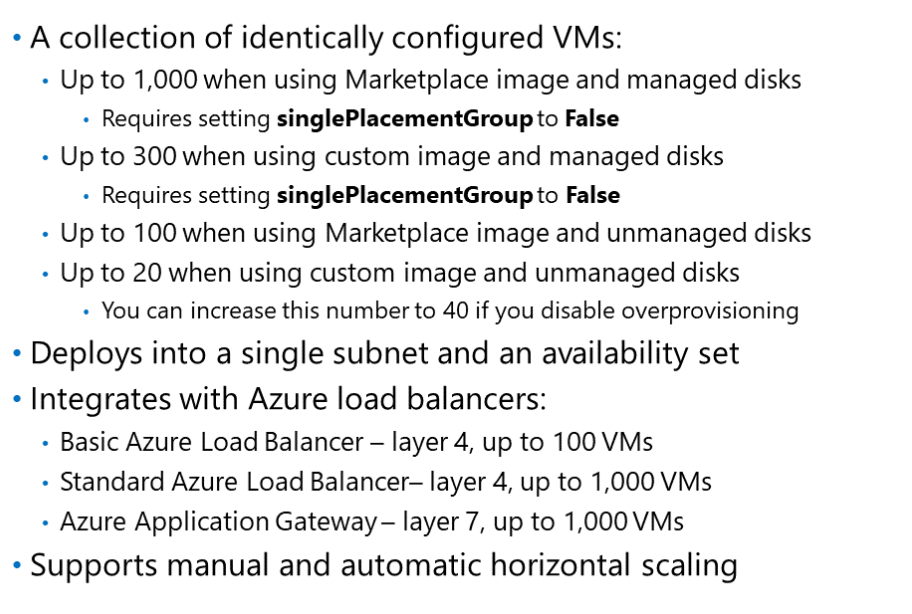 • A collection of identically configured VMs:
• Up to 1,000 when using Marketplace image and managed disks
• Requires setting singlePlacementGroup to False
• Up to 300 when using custom image and managed disks
• Requires setting singlePlacementGroup to False
• Up to 100 when using Marketplace image and unmanaged disks
• Up to 20 when using custom image and unmanaged disks
• You can increase this number to 40 if you disable overprovisioning
• Deploys into a single subnet and an availability set
• Integrates with Azure load balancers:
• Basic Azure Load Balancer – layer 4, up to 100 VMs
• Standard Azure Load Balancer– layer 4, up to 1,000 VMs
• Azure Application Gateway – layer 7, up to 1,000 VMs
• Supports manual and automatic horizontal scaling